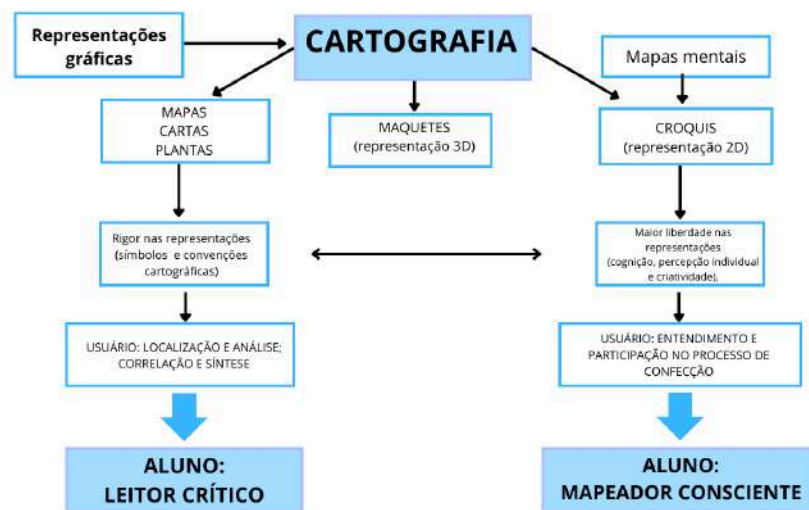 Representações
gráficas
CARTOGRAFIA
Mapas mentais
MAPAS
CARTAS
PLANTAS
MAQUETES
(representação 3D)
CROQUIS
(representação 2D)
Rigor nas representações
(símbolos e convenções
cartográficas)
Maior liberdade nas
representações
(cognição, percepção individual
e criatividade),
USUÁRIO: LOCALIZAÇÃO E ANÁLISE;
CORRELAÇÃO E SÍNTESE
USUÁRIO: ENTENDIMENTO E
PARTICIPAÇÃO NO PROCESSO DE
CONFECÇÃO
ALUNO:
LEITOR CRÍTICO
ALUNO:
MAPEADOR CONSCIENTE